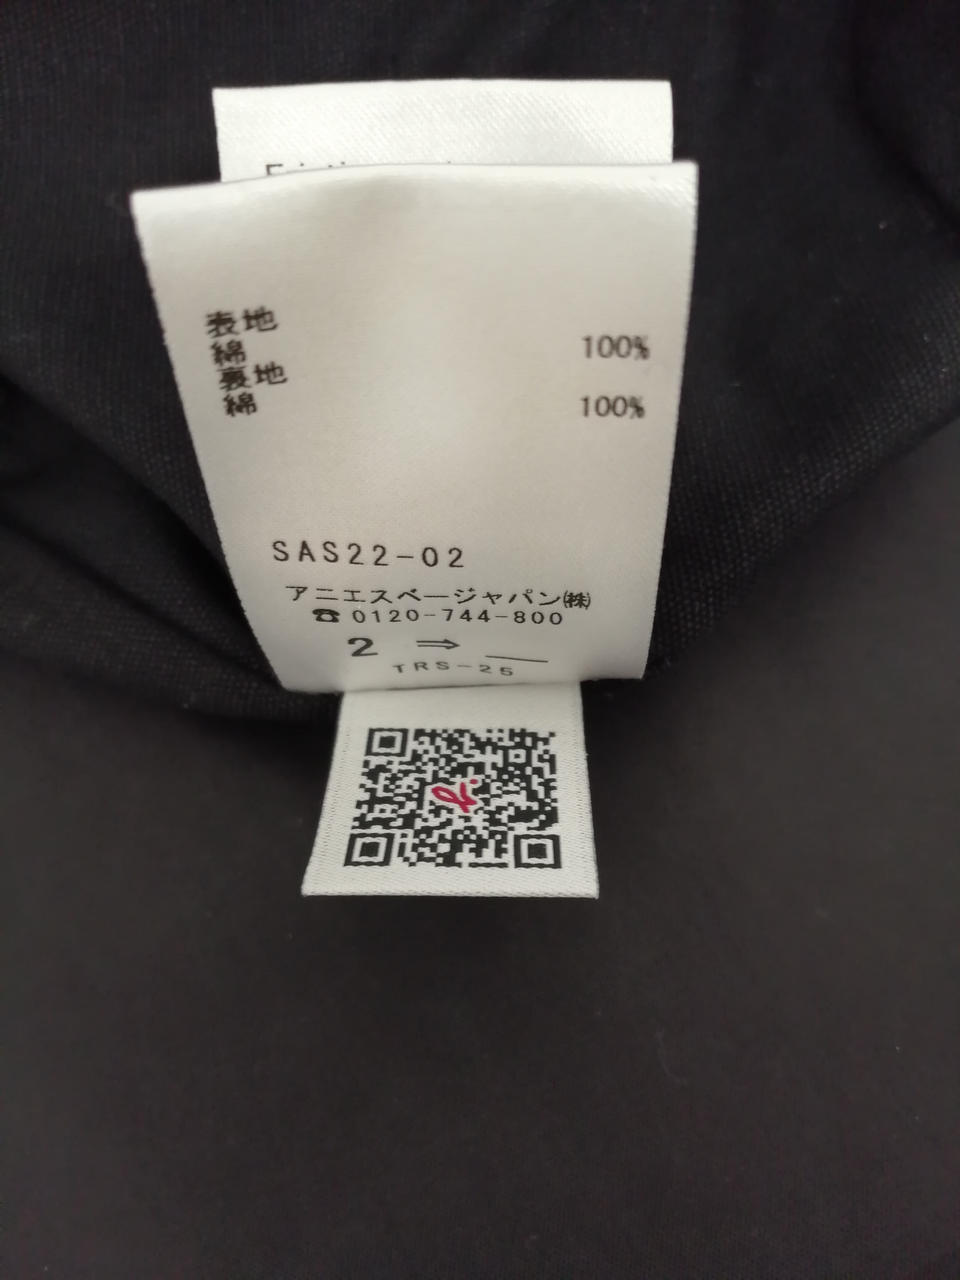 表地
綿 100%
裏地
綿 100%
SAS22-02
アニエスベージャパン㈱
☎0120-744-800
2 ⇒ __
TRS-25
b.